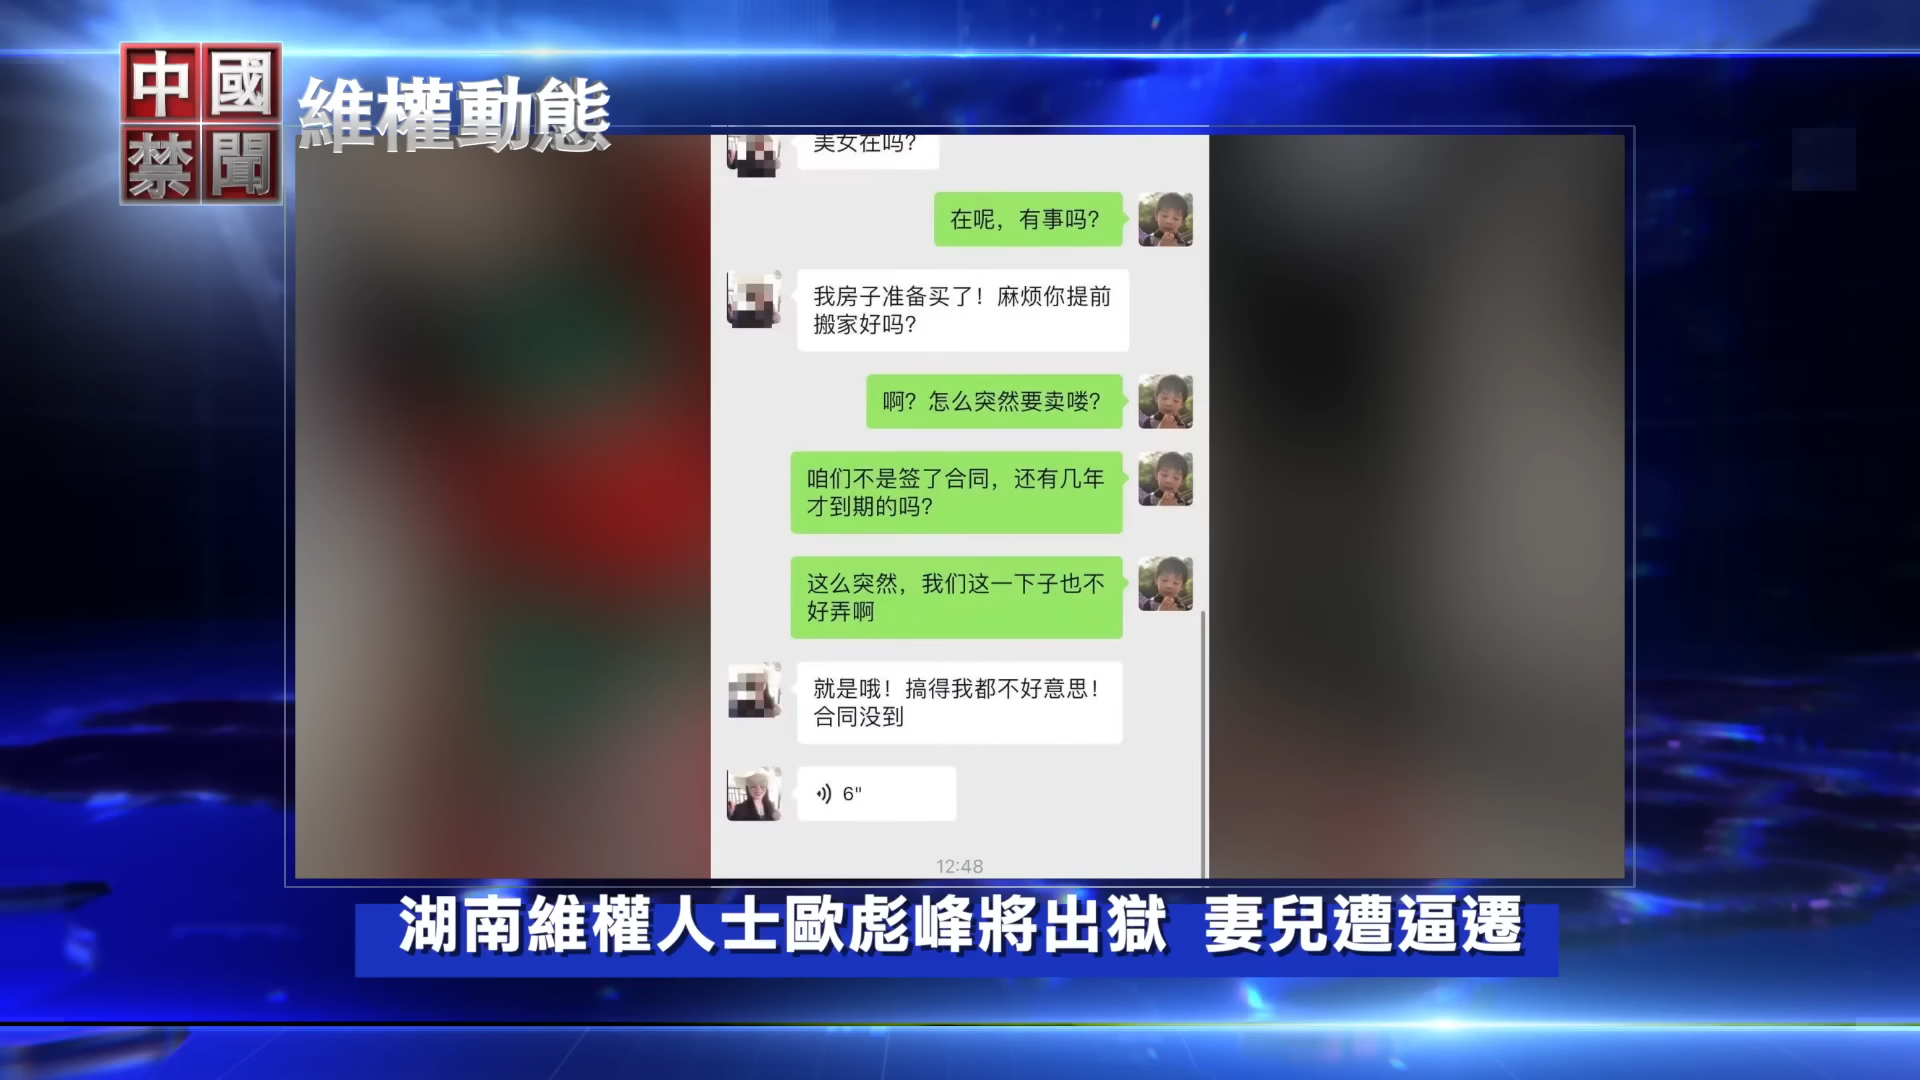 中國
禁聞
維權動態
美女在吗?
在呢，有事吗?
我房子准备买了！麻烦你提前
搬家好吗?
啊？怎么突然要卖喽?
咱们不是签了合同，还有几年
才到期的吗?
这么突然，我们这一下子也不
好弄啊
就是哦！搞得我都不好意思！
合同没到
6"
12:48
湖南維權人士歐彪峰將出獄 妻兒遭逼遷